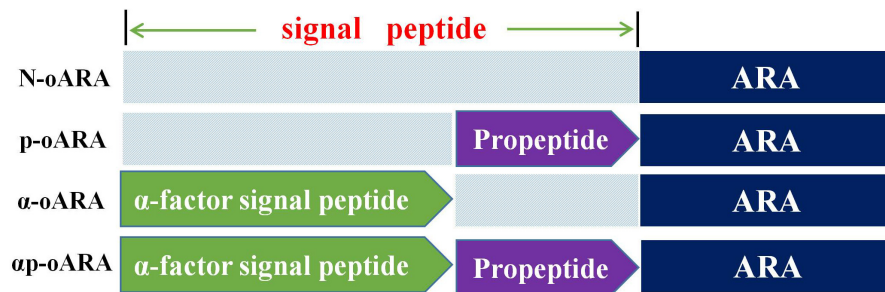 signal peptide
N-oARA ARA
p-oARA Propeptide ARA
α-oARA α-factor signal peptide ARA
αp-oARA α-factor signal peptide Propeptide ARA